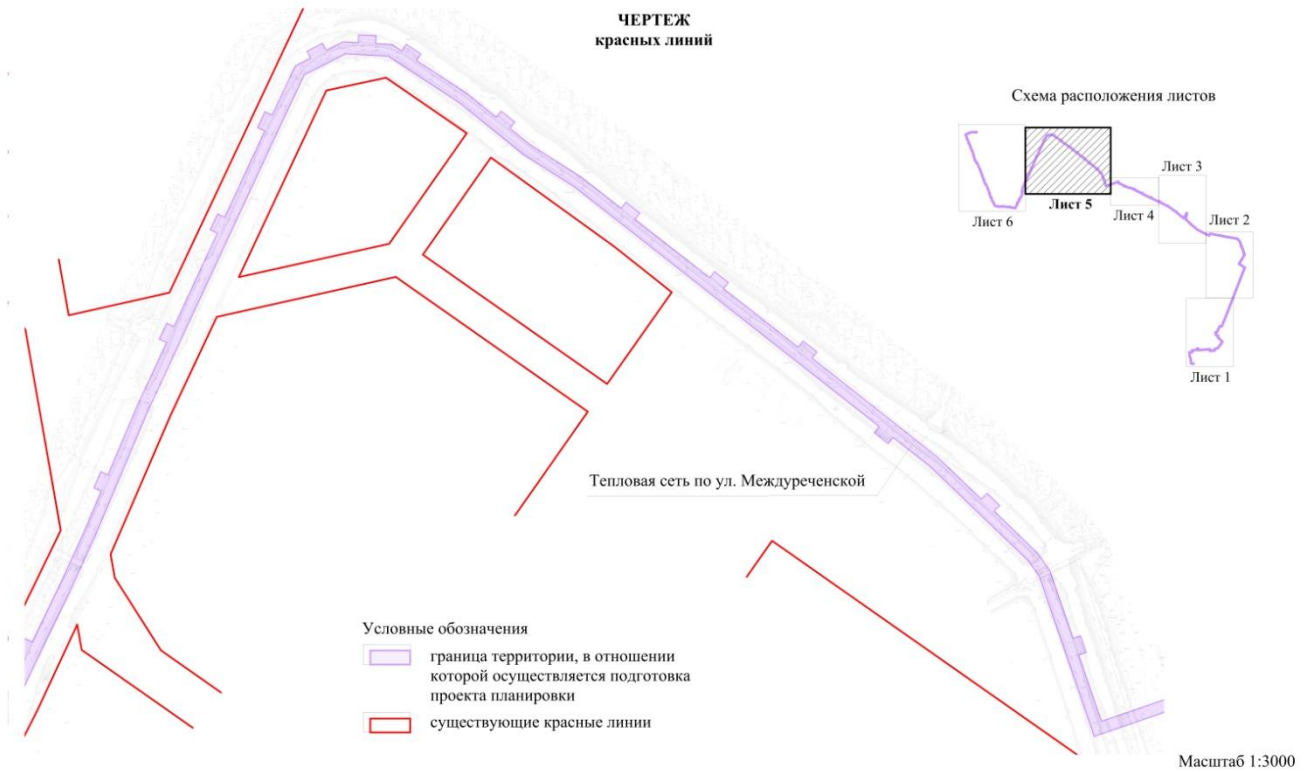 ЧЕРТЕЖ
красных линий
Схема расположения листов
Лист 3
Лист 6
Лист 5
Лист 4
Лист 2
Лист 1
Тепловая сеть по ул. Междуреченской
Условные обозначения
граница территории, в отношении
которой осуществляется подготовка
проекта планировки
существующие красные линии
Масштаб 1:3000